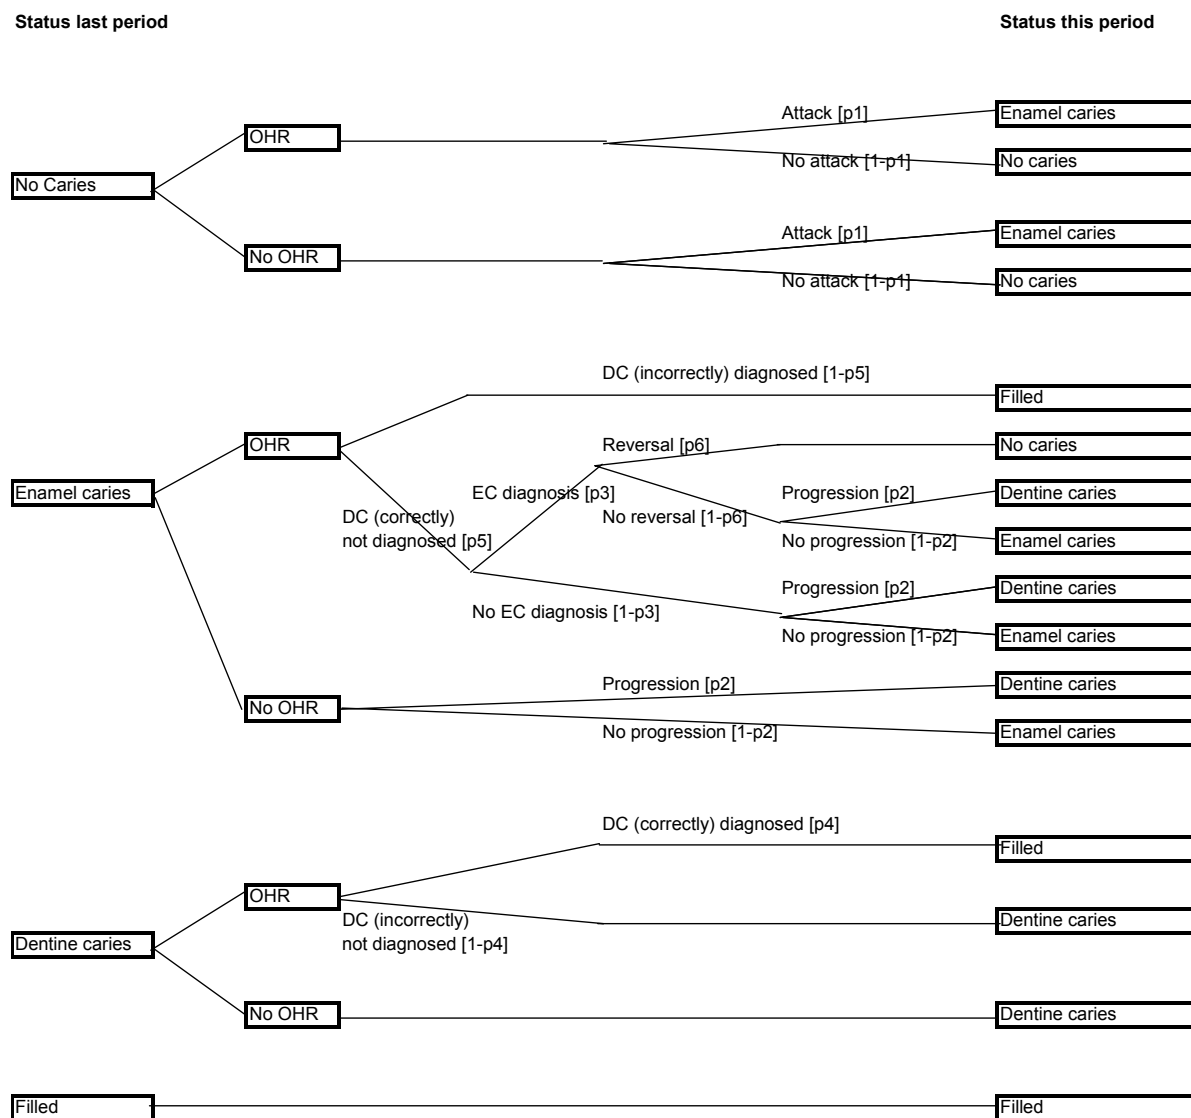 Status last period
Status this period
Attack [p1]
Enamel caries
OHR
No attack [1-p1]
No caries
No Caries
Attack [p1]
Enamel caries
No OHR
No attack [1-p1]
No caries
DC (incorrectly) diagnosed [1-p5]
Filled
OHR
Reversal [p6]
No caries
Enamel caries
EC diagnosis [p3]
Progression [p2]
Dentine caries
DC (correctly)
not diagnosed [p5]
No reversal [1-p6]
No progression [1-p2]
Enamel caries
Progression [p2]
Dentine caries
No EC diagnosis [1-p3]
No progression [1-p2]
Enamel caries
Progression [p2]
Dentine caries
No OHR
No progression [1-p2]
Enamel caries
DC (correctly) diagnosed [p4]
Filled
OHR
DC (incorrectly)
not diagnosed [1-p4]
Dentine caries
Dentine caries
No OHR
Dentine caries
Filled
Filled